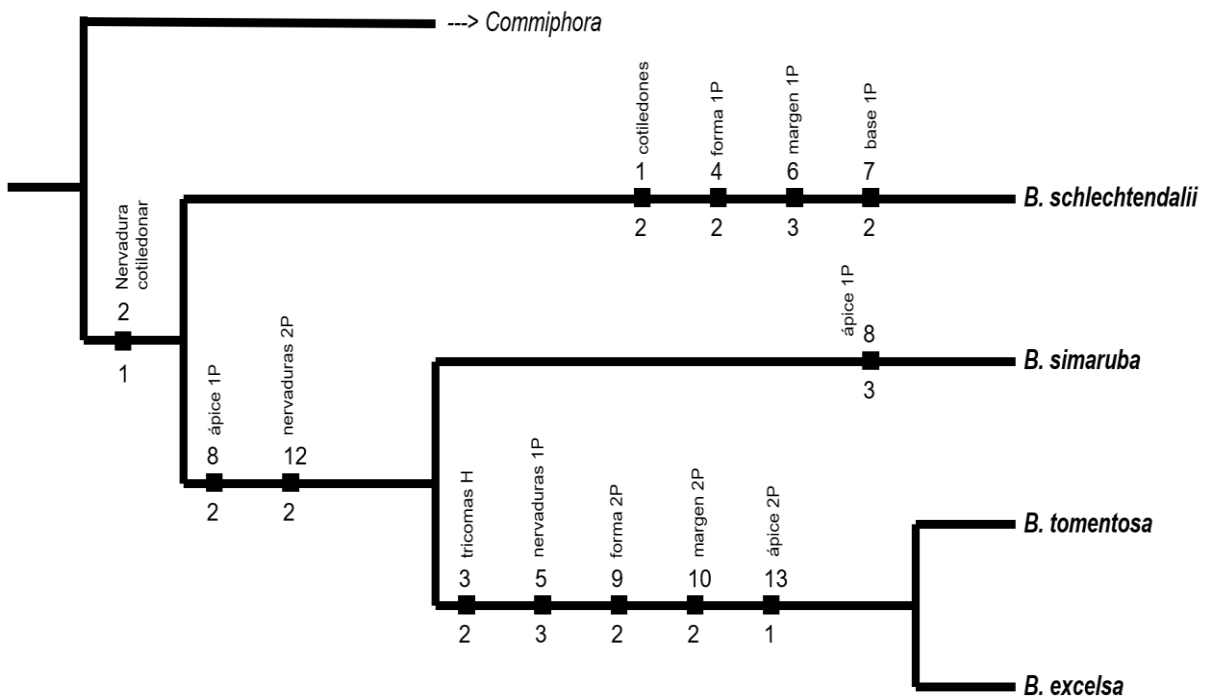 ---> Commiphora
cotiledones
forma 1P
margen 1P
base 1P
1
4
6
7
2
2
3
2
B. schlechtendalii
Nervadura
cotiledonar
2
1
ápice 1P
8
3
B. simaruba
ápice 1P
nervaduras 2P
8
12
2
2
tricomas H
nervaduras 1P
forma 2P
margen 2P
ápice 2P
3
5
9
10
13
2
3
2
2
1
B. tomentosa
B. excelsa